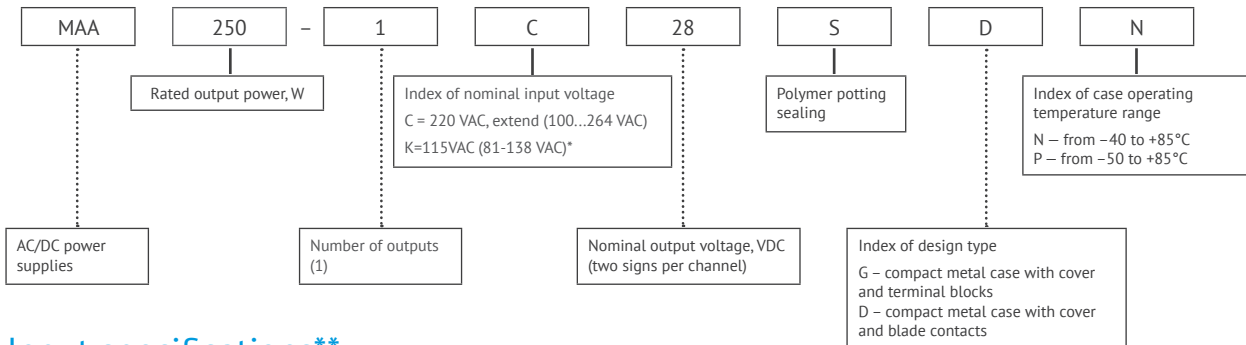 MAA 250 – 1 C 28 S D N
Rated output power, W
Index of nominal input voltage
C = 220 VAC, extend (100...264 VAC)
K=115VAC (81-138 VAC)*
Polymer potting
sealing
Index of case operating
temperature range
N — from –40 to +85°C
P — from –50 to +85°C
AC/DC power
supplies
Number of outputs
(1)
Nominal output voltage, VDC
(two signs per channel)
Index of design type
G – compact metal case with cover
and terminal blocks
D – compact metal case with cover
and blade contacts